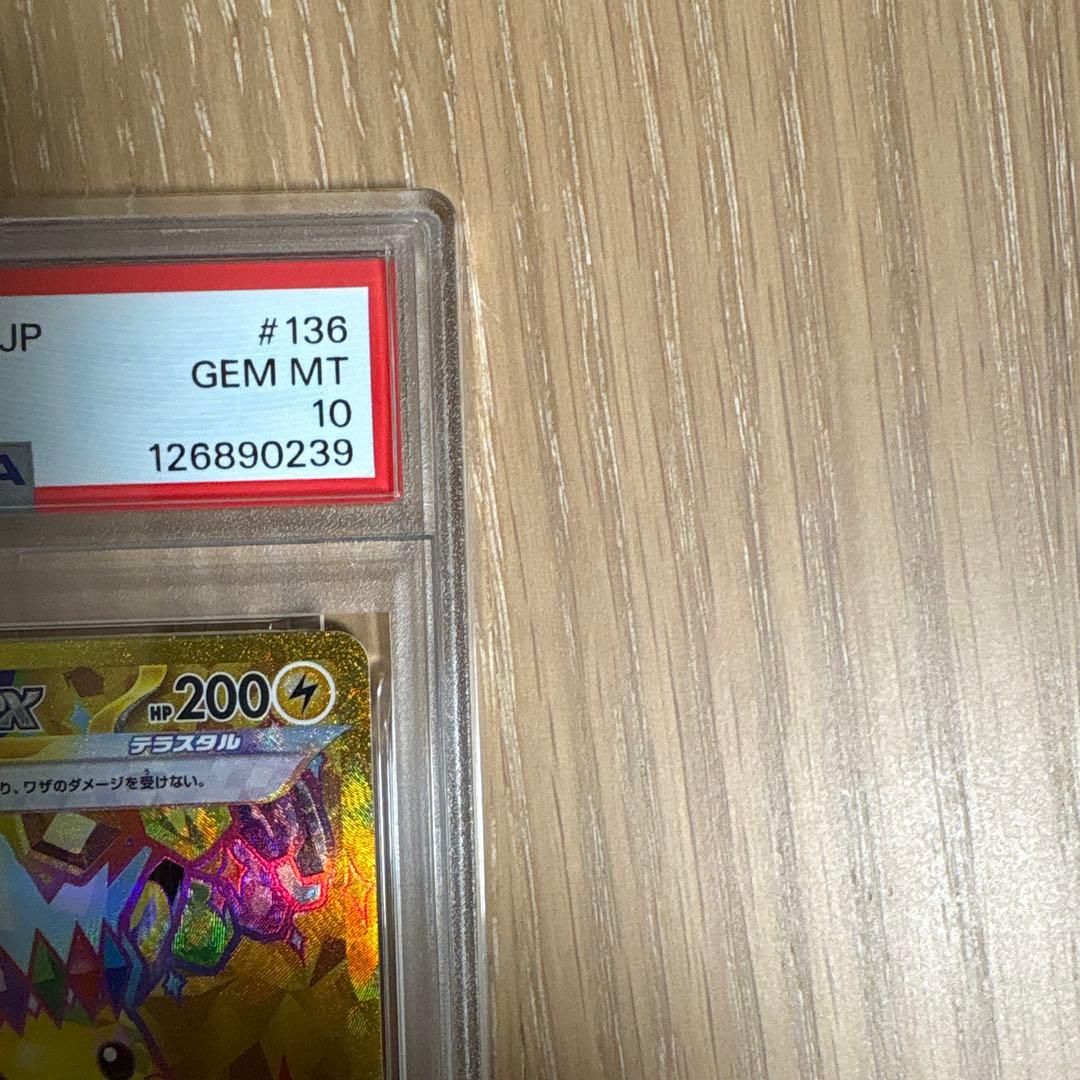 JP #136
GEM MT
10
126890239
A
ex HP200
テラスタル
り、ワザのダメージを受けない。